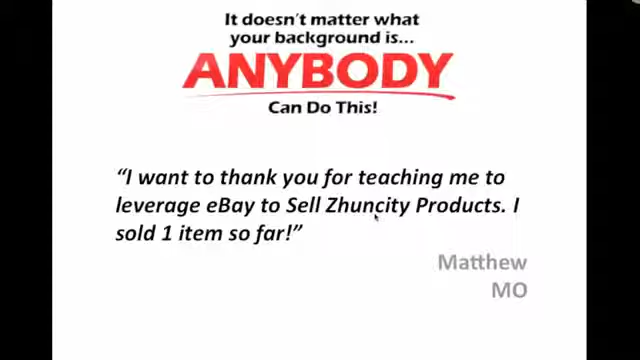 It doesn't matter what
your background is...
ANYBODY
Can Do This!
“I want to thank you for teaching me to
leverage eBay to Sell Zhuncity Products. I
sold 1 item so far!”
Matthew
MO